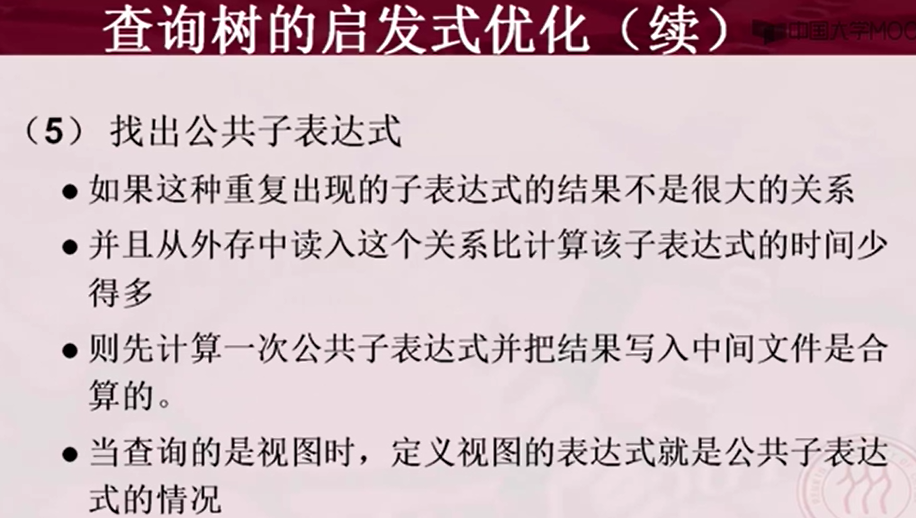 查询树的启发式优化（续）
中国大学MOO
（5） 找出公共子表达式
● 如果这种重复出现的子表达式的结果不是很大的关系
● 并且从外存中读入这个关系比计算该子表达式的时间少
得多
● 则先计算一次公共子表达式并把结果写入中间文件是合
算的。
● 当查询的是视图时，定义视图的表达式就是公共子表达
式的情况